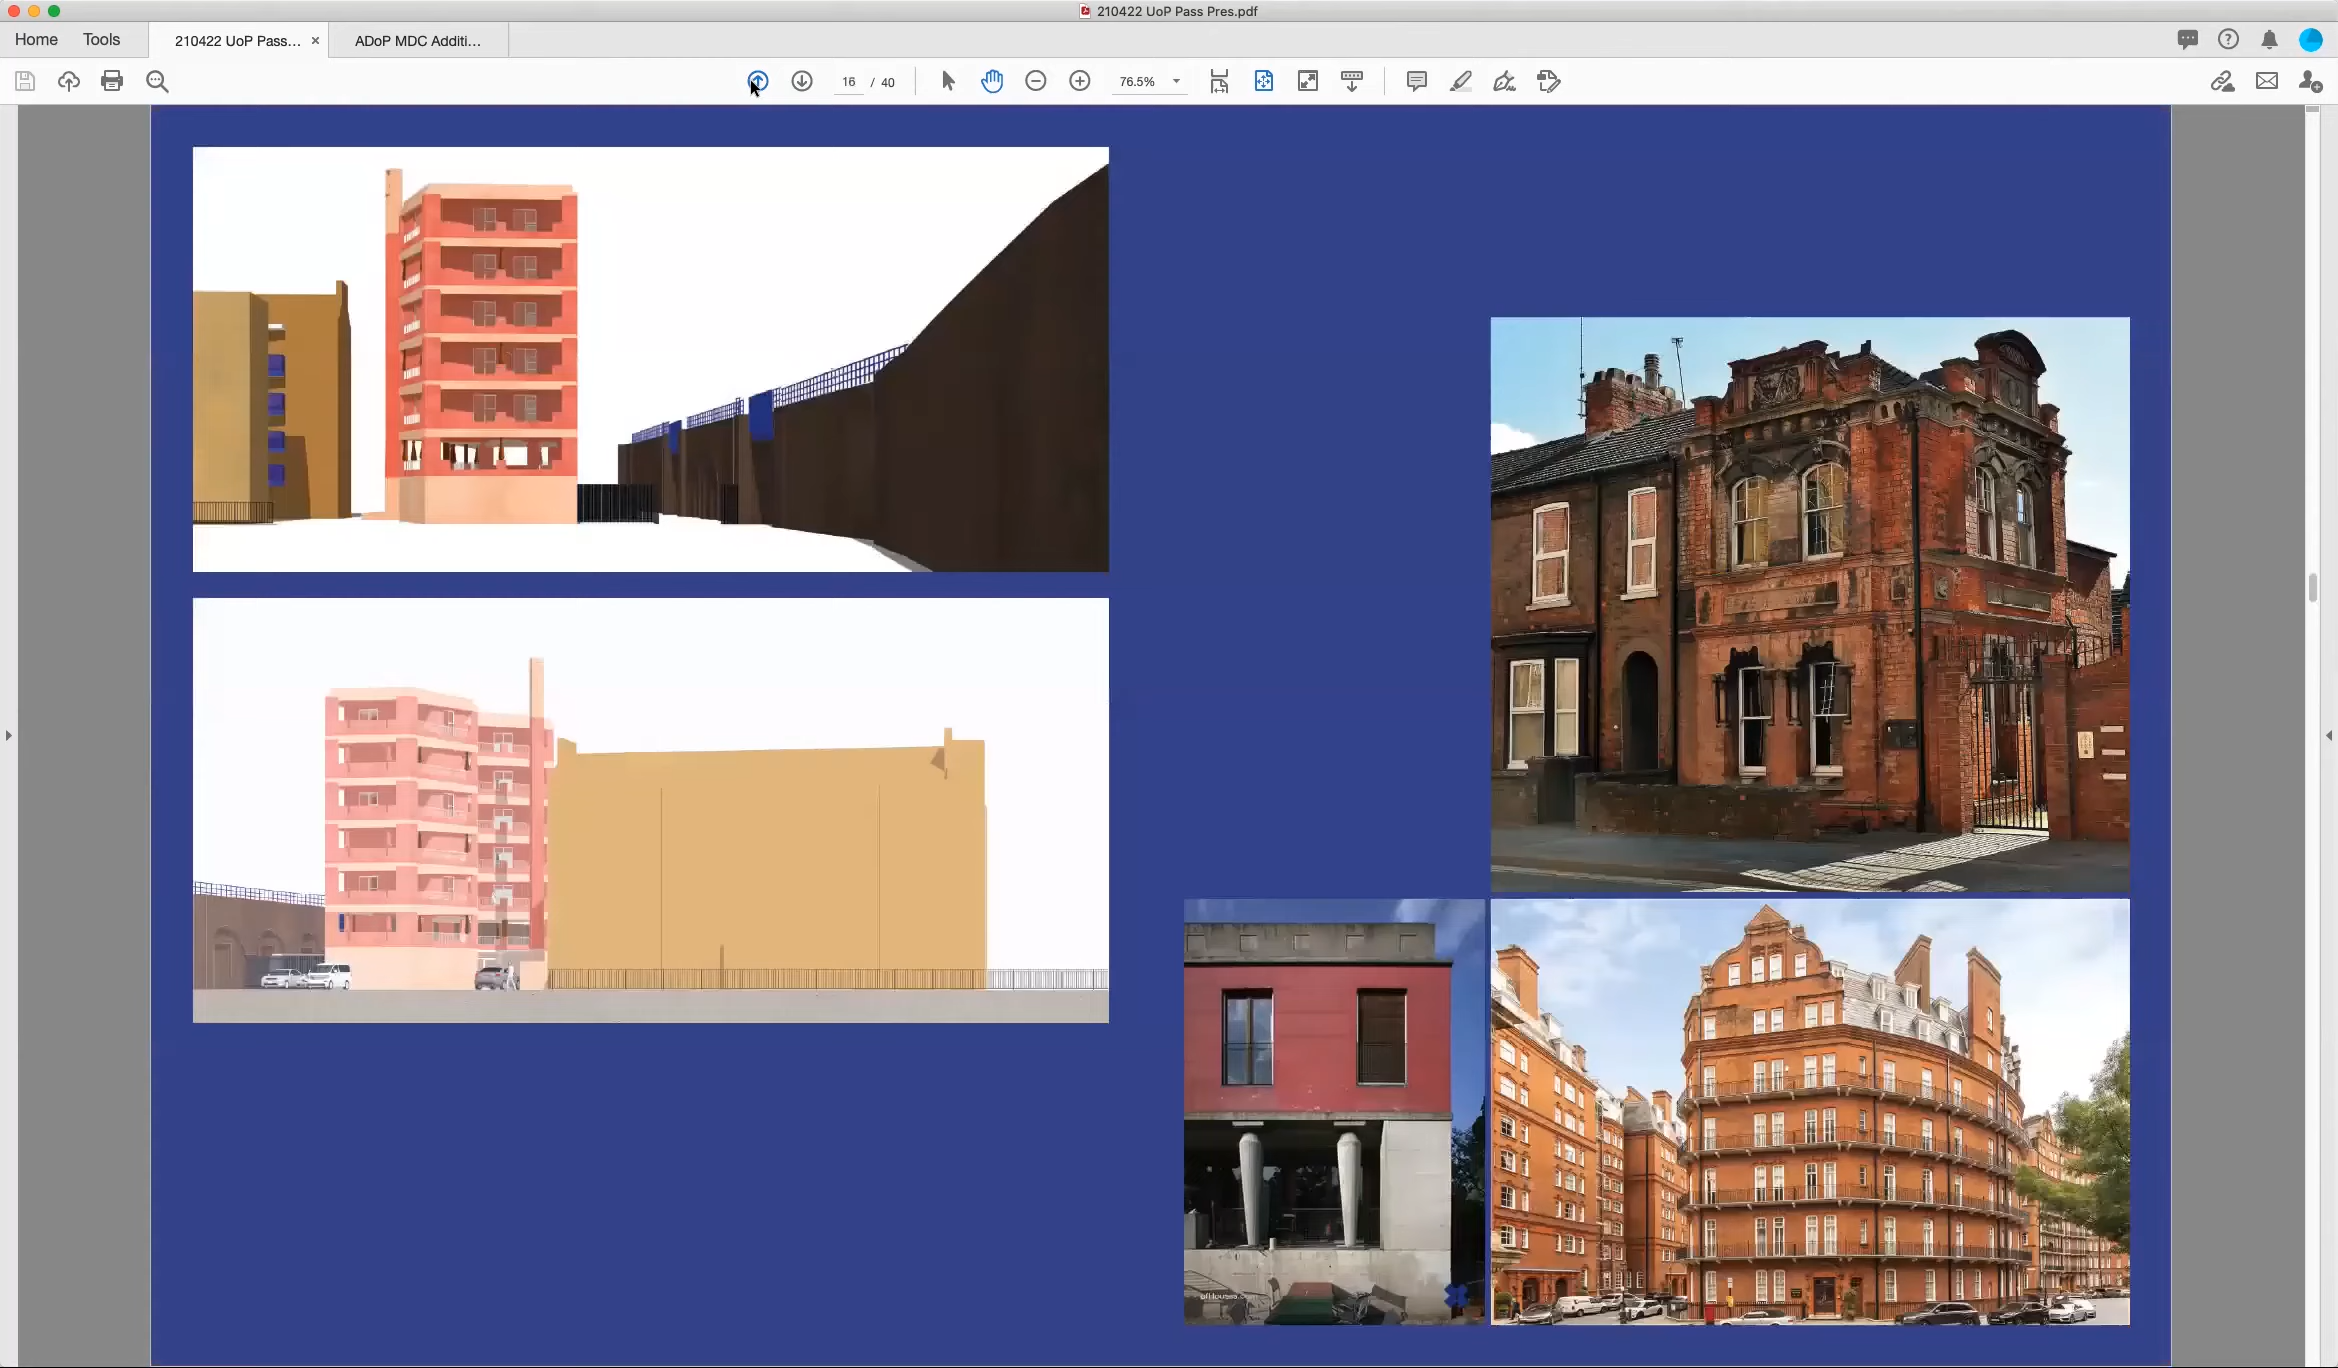 210422 UoP Pass Pres.pdf
Home
Tools
210422 UoP Pass...
ADoP MDC Additi...
16 / 40
76.5%